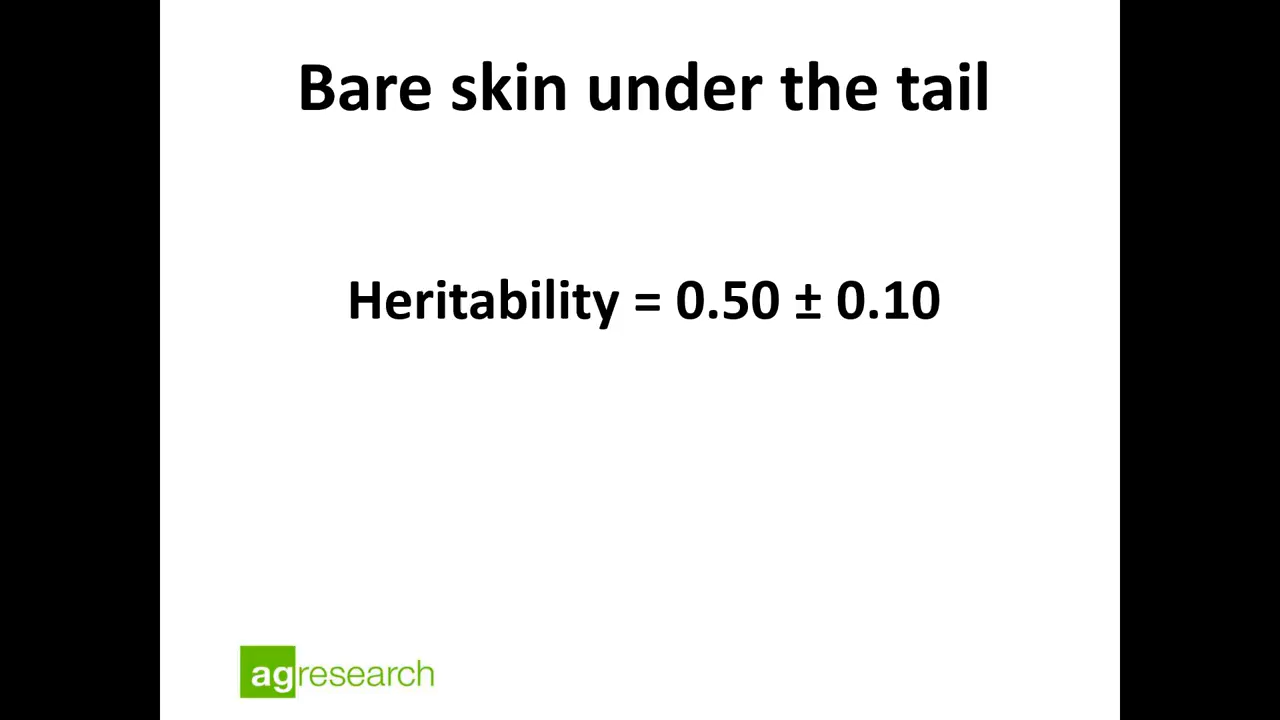 Bare skin under the tail
Heritability = 0.50 ± 0.10
agresearch